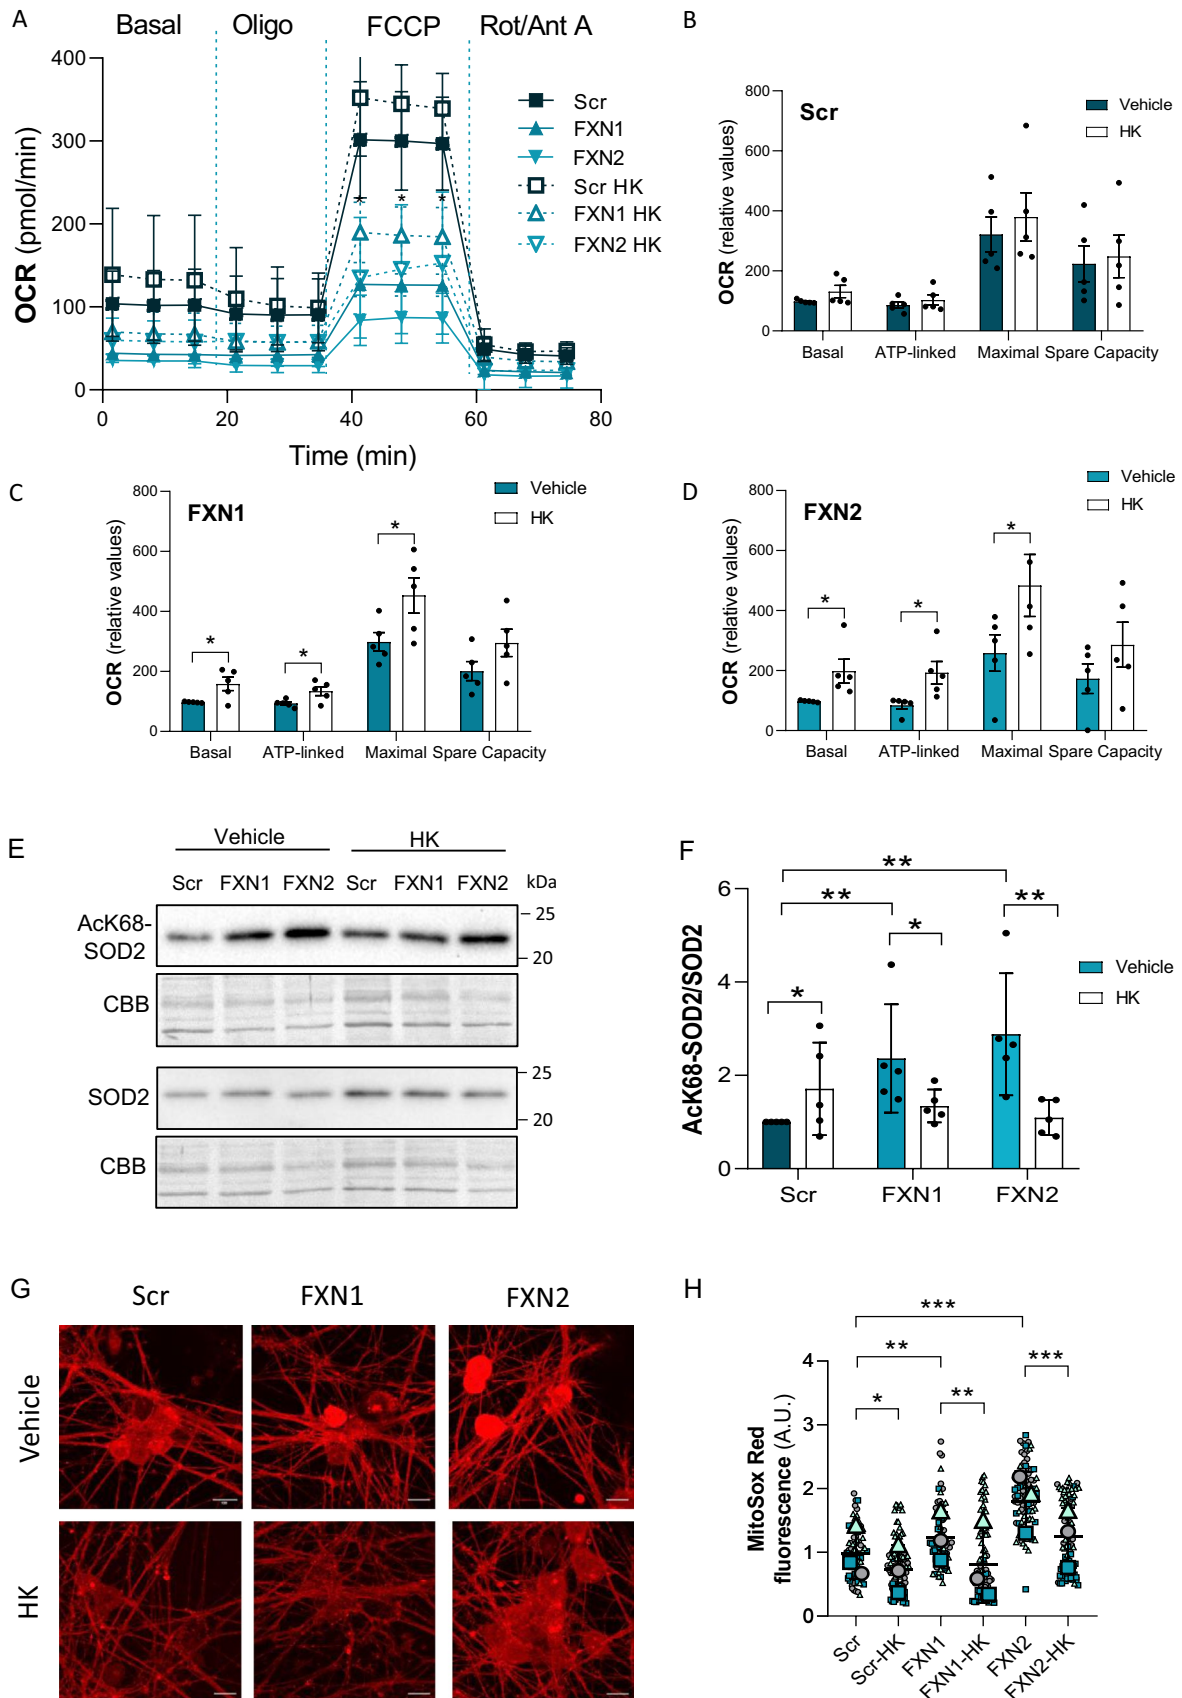 A
Basal Oligo FCCP Rot/Ant A
400
300
200
100
0
OCR (pmol/min)
0 20 40 60 80
Time (min)
* * *
Scr
FXN1
FXN2
Scr HK
FXN1 HK
FXN2 HK
B
Scr
Vehicle
HK
800
600
400
200
0
OCR (relative values)
Basal ATP-linked Maximal Spare Capacity
C
FXN1
Vehicle
HK
800
600
400
200
0
OCR (relative values)
* * *
Basal ATP-linked Maximal Spare Capacity
D
FXN2
Vehicle
HK
800
600
400
200
0
OCR (relative values)
* * *
Basal ATP-linked Maximal Spare Capacity
E
Vehicle HK
Scr FXN1 FXN2 Scr FXN1 FXN2 kDa
AcK68-
SOD2
25
20
CBB
SOD2
25
20
CBB
F
AcK68-SOD2/SOD2
6
4
2
0
**
**
**
*
*
Vehicle
HK
Scr FXN1 FXN2
G
Scr FXN1 FXN2
Vehicle
HK
H
MitoSox Red
fluorescence (A.U.)
4
3
2
1
0
***
**
***
*
**
Scr
Scr-HK
FXN1
FXN1-HK
FXN2
FXN2-HK